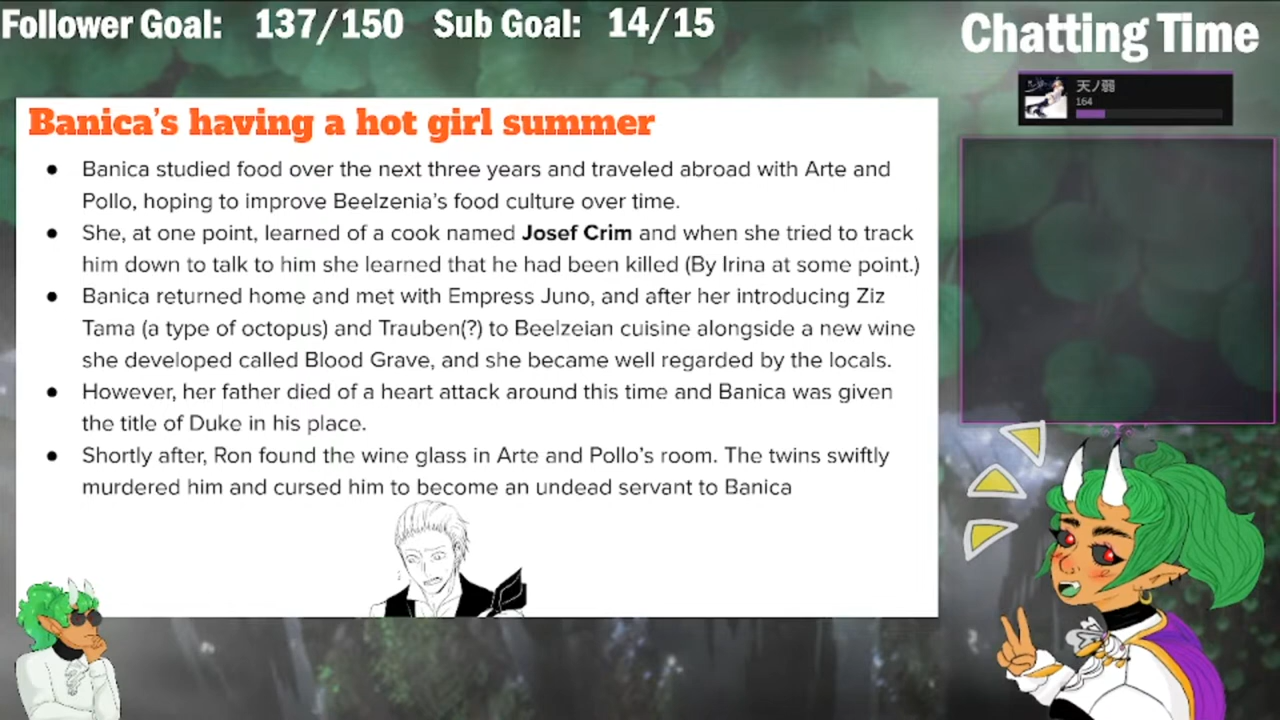 Follower Goal: 137/150 Sub Goal: 14/15
Chatting Time
天ノ弱
164
Banica's having a hot girl summer
● Banica studied food over the next three years and traveled abroad with Arte and
Pollo, hoping to improve Beelzenia's food culture over time.
● She, at one point, learned of a cook named Josef Crim and when she tried to track
him down to talk to him she learned that he had been killed (By Irina at some point.)
● Banica returned home and met with Empress Juno, and after her introducing Ziz
Tama (a type of octopus) and Trauben(?) to Beelzeian cuisine alongside a new wine
she developed called Blood Grave, and she became well regarded by the locals.
● However, her father died of a heart attack around this time and Banica was given
the title of Duke in his place.
● Shortly after, Ron found the wine glass in Arte and Pollo's room. The twins swiftly
murdered him and cursed him to become an undead servant to Banica